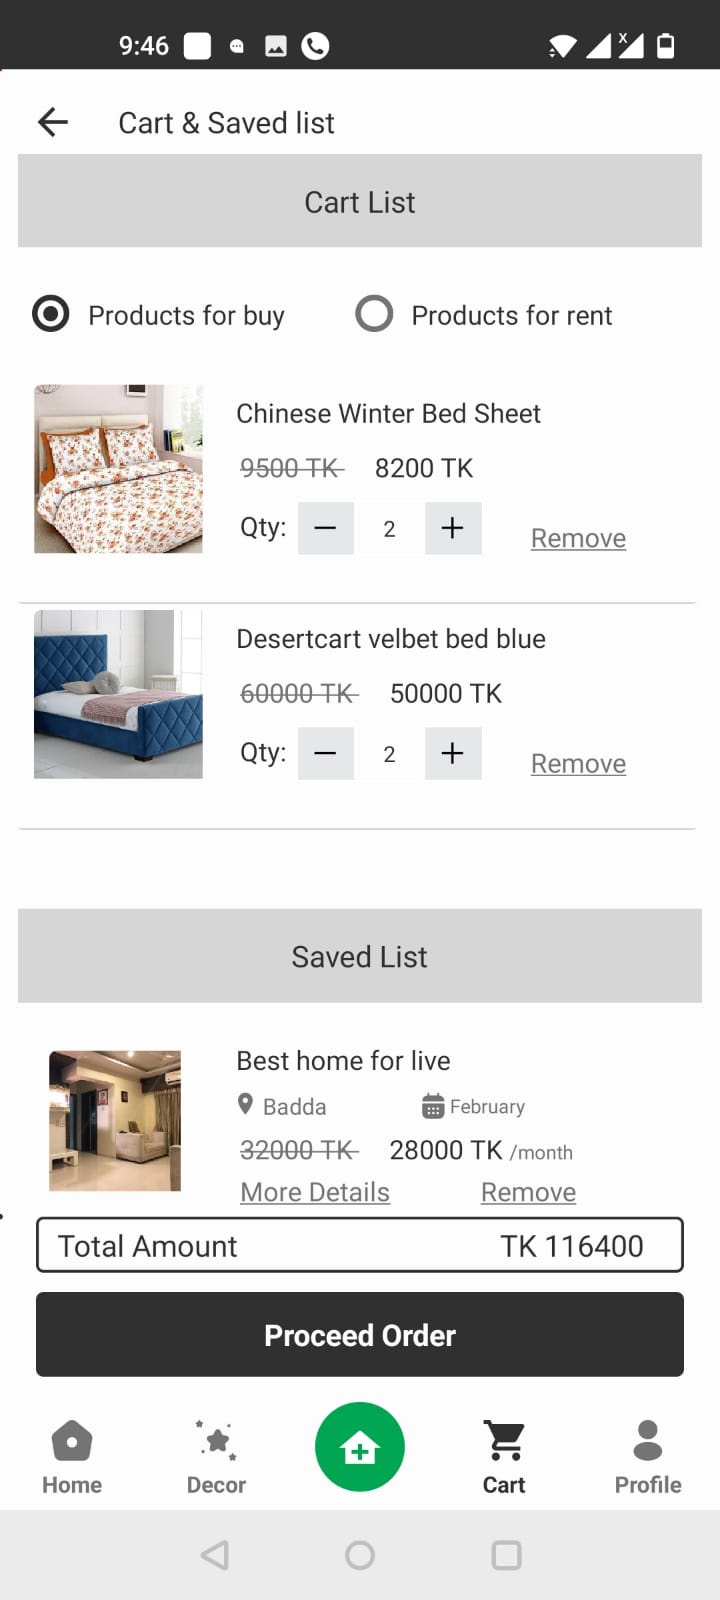 9:46
Cart & Saved list
Cart List
Products for buy Products for rent
Chinese Winter Bed Sheet
9500 TK 8200 TK
Qty: − 2 +
Remove
Desertcart velbet bed blue
60000 TK 50000 TK
Qty: − 2 +
Remove
Saved List
Best home for live
Badda February
32000 TK 28000 TK /month
More Details Remove
Total Amount TK 116400
Proceed Order
Home Decor Cart Profile